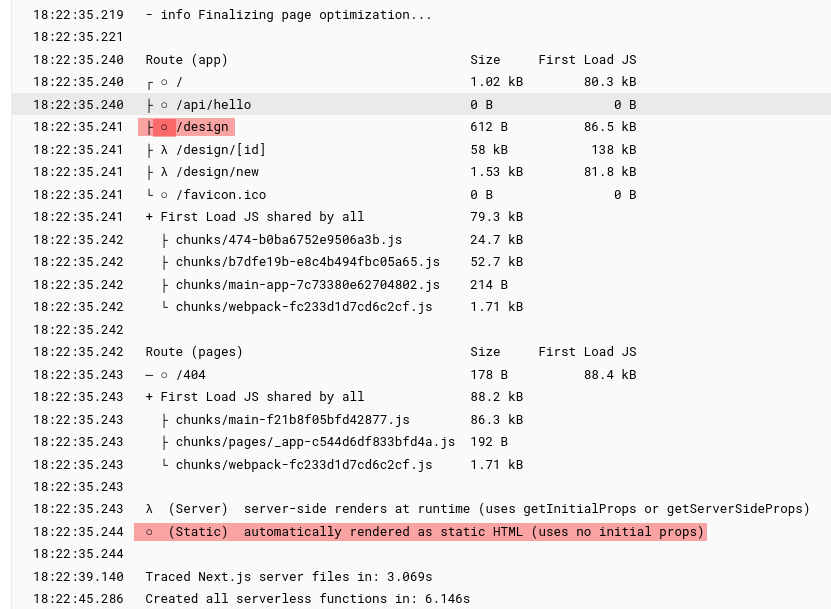 18:22:35.219 - info Finalizing page optimization...
18:22:35.221
18:22:35.240 Route (app) Size First Load JS
18:22:35.240 ┌ ○ / 1.02 kB 80.3 kB
18:22:35.240 ├ ○ /api/hello 0 B 0 B
18:22:35.241 ├ ○ /design 612 B 86.5 kB
18:22:35.241 ├ λ /design/[id] 58 kB 138 kB
18:22:35.241 ├ λ /design/new 1.53 kB 81.8 kB
18:22:35.241 └ ○ /favicon.ico 0 B 0 B
18:22:35.241 + First Load JS shared by all 79.3 kB
18:22:35.242 ├ chunks/474-b0ba6752e9506a3b.js 24.7 kB
18:22:35.242 ├ chunks/b7dfe19b-e8c4b494fbc05a65.js 52.7 kB
18:22:35.242 ├ chunks/main-app-7c73380e62704802.js 214 B
18:22:35.242 └ chunks/webpack-fc233d1d7cd6c2cf.js 1.71 kB
18:22:35.242
18:22:35.242 Route (pages) Size First Load JS
18:22:35.243 ─ ○ /404 178 B 88.4 kB
18:22:35.243 + First Load JS shared by all 88.2 kB
18:22:35.243 ├ chunks/main-f21b8f05bfd42877.js 86.3 kB
18:22:35.243 ├ chunks/pages/_app-c544d6df833bfd4a.js 192 B
18:22:35.243 └ chunks/webpack-fc233d1d7cd6c2cf.js 1.71 kB
18:22:35.243
18:22:35.243 λ (Server) server-side renders at runtime (uses getInitialProps or getServerSideProps)
18:22:35.244 ○ (Static) automatically rendered as static HTML (uses no initial props)
18:22:35.244
18:22:39.140 Traced Next.js server files in: 3.069s
18:22:45.286 Created all serverless functions in: 6.146s